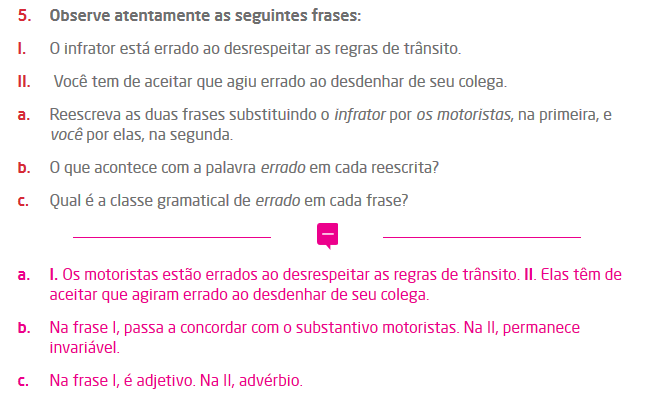 5. Observe atentamente as seguintes frases:
I. O infrator está errado ao desrespeitar as regras de trânsito.
II. Você tem de aceitar que agiu errado ao desdenhar de seu colega.
a. Reescreva as duas frases substituindo o infrator por os motoristas, na primeira, e
você por elas, na segunda.
b. O que acontece com a palavra errado em cada reescrita?
c. Qual é a classe gramatical de errado em cada frase?
a. I. Os motoristas estão errados ao desrespeitar as regras de trânsito. II. Elas têm de
aceitar que agiram errado ao desdenhar de seu colega.
b. Na frase I, passa a concordar com o substantivo motoristas. Na II, permanece
invariável.
c. Na frase I, é adjetivo. Na II, advérbio.